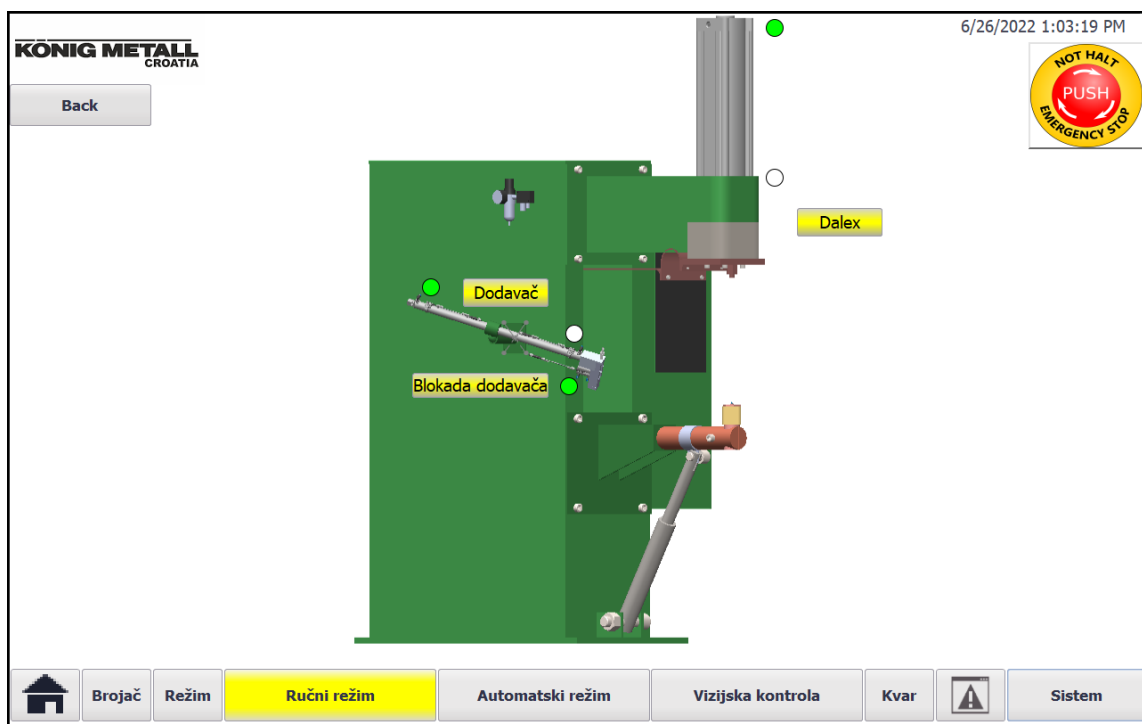 KÖNIG METALL
CROATIA
6/26/2022 1:03:19 PM
NOT HALT
PUSH
EMERGENCY STOP
Back
Dalex
Dodavač
Blokada dodavača
Brojač
Režim
Ručni režim
Automatski režim
Vizijska kontrola
Kvar
Sistem